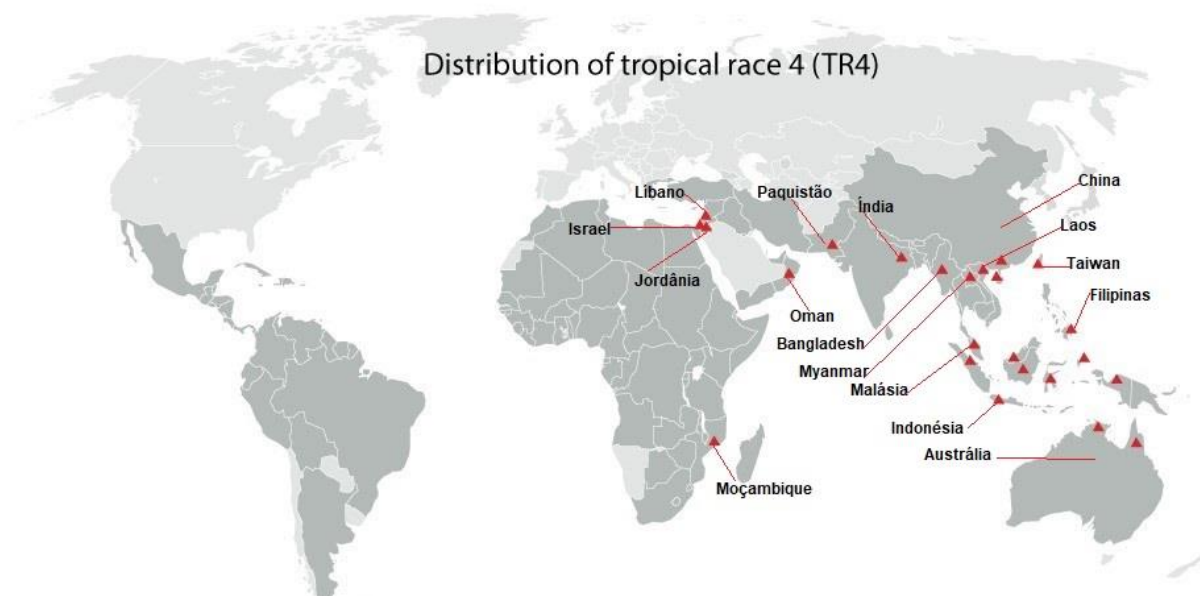 Distribution of tropical race 4 (TR4)
China
Líbano
Paquistão
Índia
Laos
Israel
Taiwan
Jordânia
Filipinas
Oman
Bangladesh
Myanmar
Malásia
Indonésia
Austrália
Moçambique